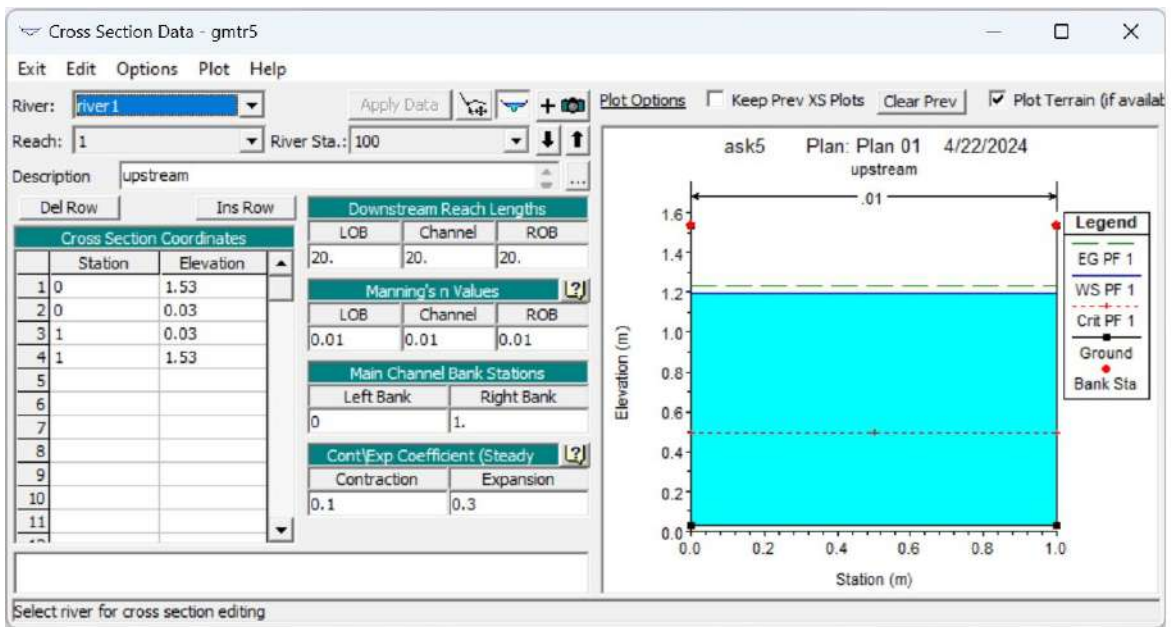 Cross Section Data - gmtr5
Exit Edit Options Plot Help
River: river1
Apply Data
Reach: 1
River Sta.: 100
Description upstream
...
Del Row Ins Row
Cross Section Coordinates
Station Elevation
1 0 1.53
2 0 0.03
3 1 0.03
4 1 1.53
5
6
7
8
9
10
11
Downstream Reach Lengths
LOB Channel ROB
20. 20. 20.
Manning's n Values
LOB Channel ROB
0.01 0.01 0.01
Main Channel Bank Stations
Left Bank Right Bank
0 1.
Cont\Exp Coefficient (Steady
Contraction Expansion
0.1 0.3
Plot Options Keep Prev XS Plots Clear Prev Plot Terrain (if availab
ask5 Plan: Plan 01 4/22/2024
upstream
.01
1.6
1.4
1.2
1.0
0.8
0.6
0.4
0.2
0.0
Elevation (m)
0.0 0.2 0.4 0.6 0.8 1.0
Station (m)
Legend
EG PF 1
WS PF 1
Crit PF 1
Ground
Bank Sta
Select river for cross section editing